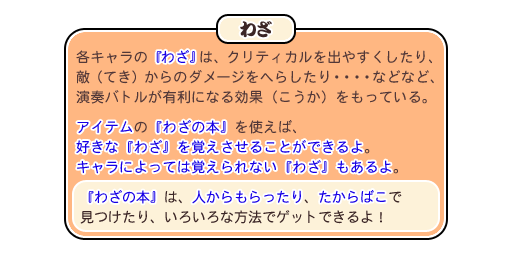 わざ
各キャラの『わざ』は、クリティカルを出やすくしたり、
敵（てき）からのダメージをへらしたり・・・・などなど、
演奏バトルが有利になる効果（こうか）をもっている。
アイテムの『わざの本』を使えば、
好きな『わざ』を覚えさせることができるよ。
キャラによっては覚えられない『わざ』もあるよ。
『わざの本』は、人からもらったり、たからばこで
見つけたり、いろいろな方法でゲットできるよ！